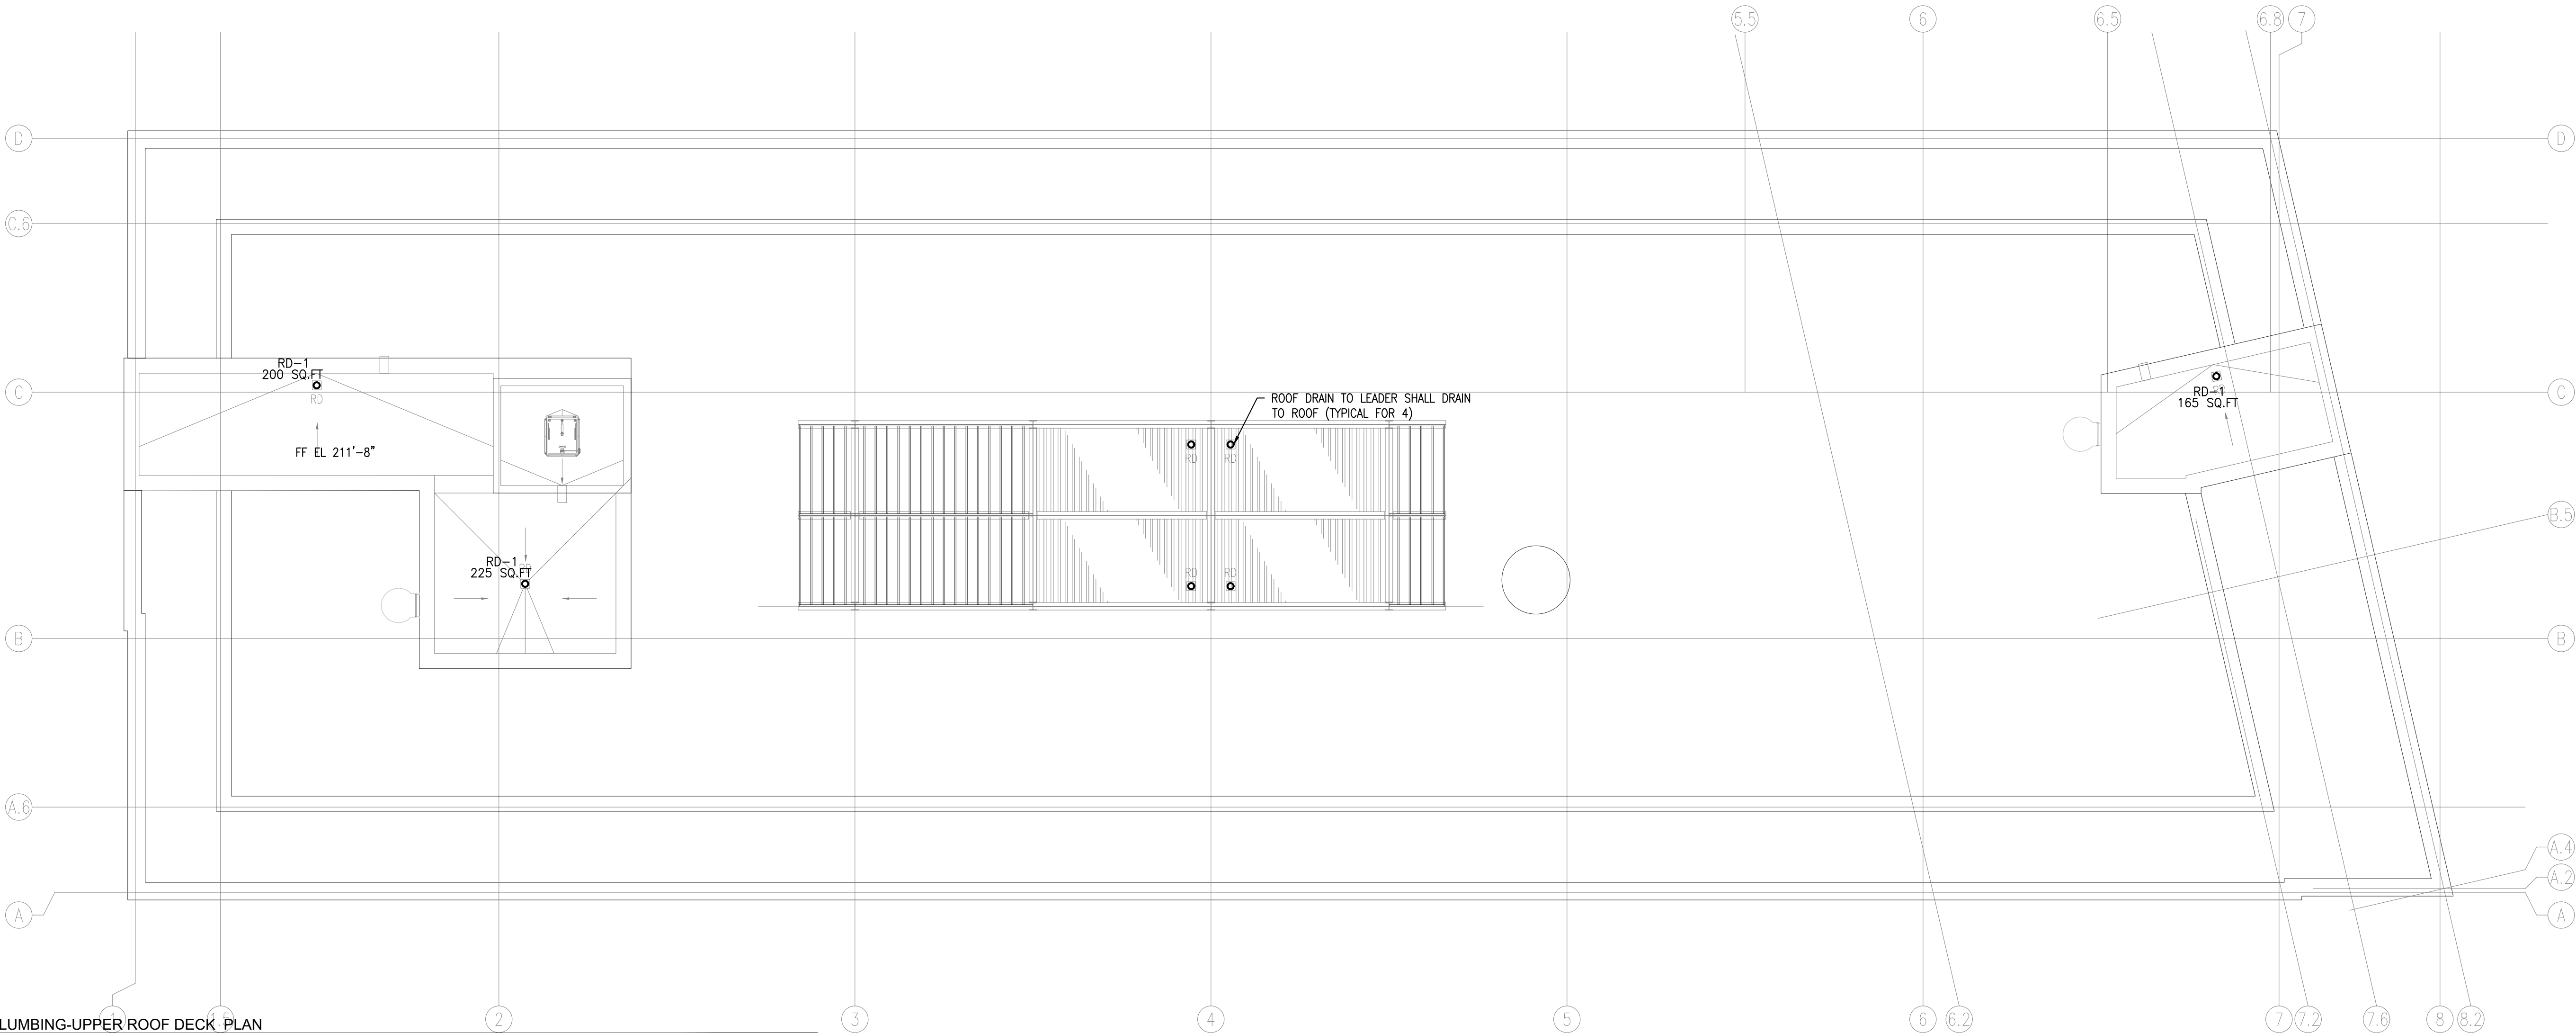 5.5
6
6.5
6.8
7
D
D
C.6
RD-1
200 SQ.FT
RD
C
ROOF DRAIN TO LEADER SHALL DRAIN
TO ROOF (TYPICAL FOR 4)
RD-1
165 SQ.FT
C
FF EL 211'-8"
RD
RD
B.5
RD-1
225 SQ.FT
RD
RD
B
B
A.6
A.4
A.2
A
A
1
1.5
2
3
4
5
6
6.2
7
7.2
7.6
8
8.2
LUMBING-UPPER ROOF DECK PLAN